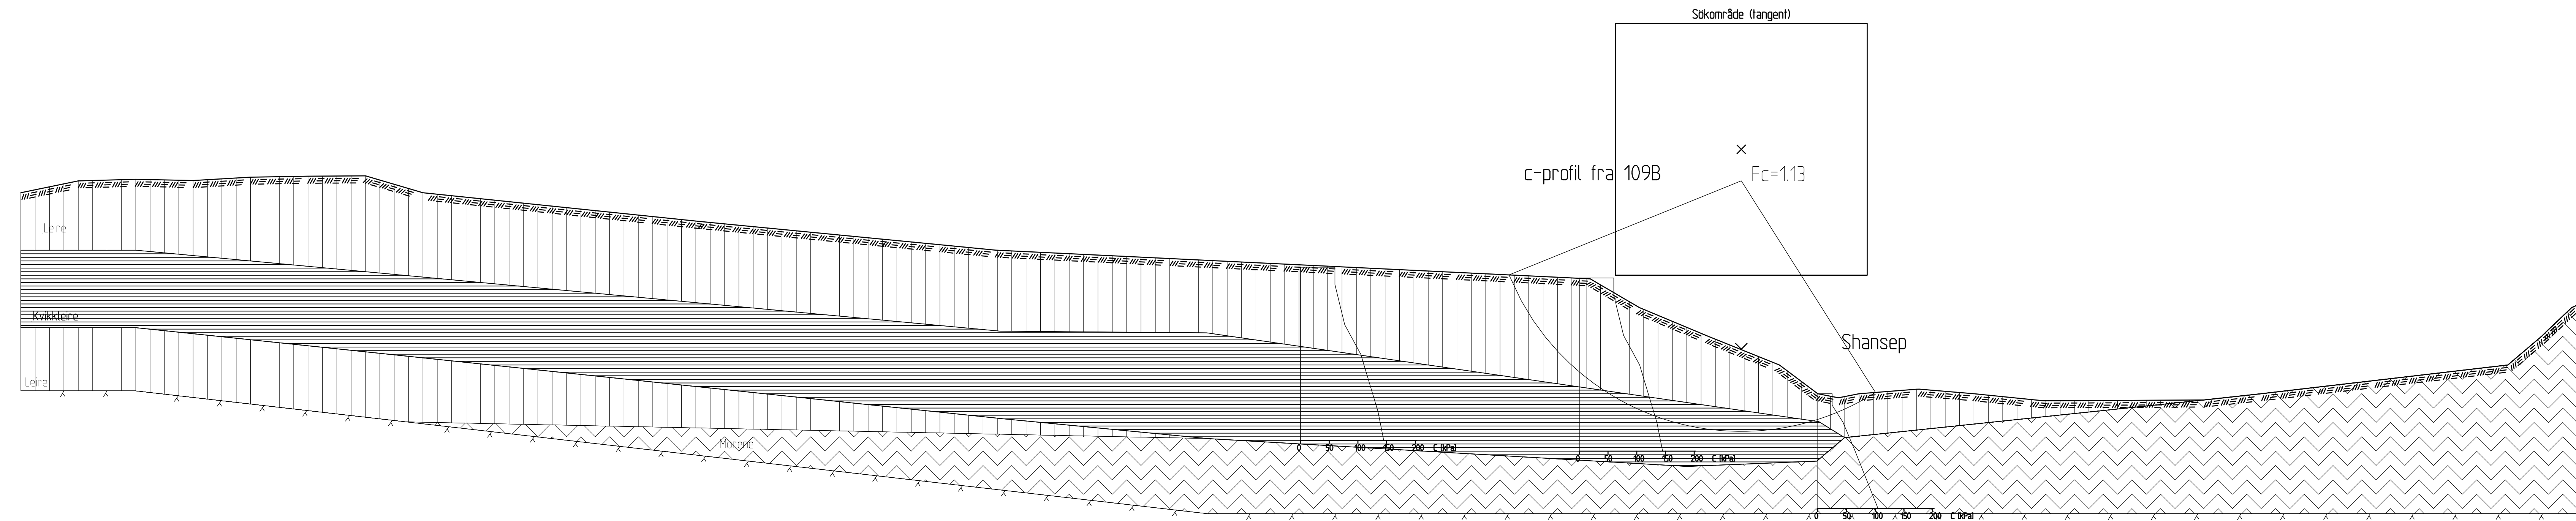 Sökområde (tangent)
c-profil fra 109B
Fc=1.13
Leire
Kvikkleire
Shansep
Leire
Morene
0 50 100 150 200 C [kPa]
0 50 100 150 200 C [kPa]
0 50 100 150 200 C [kPa]